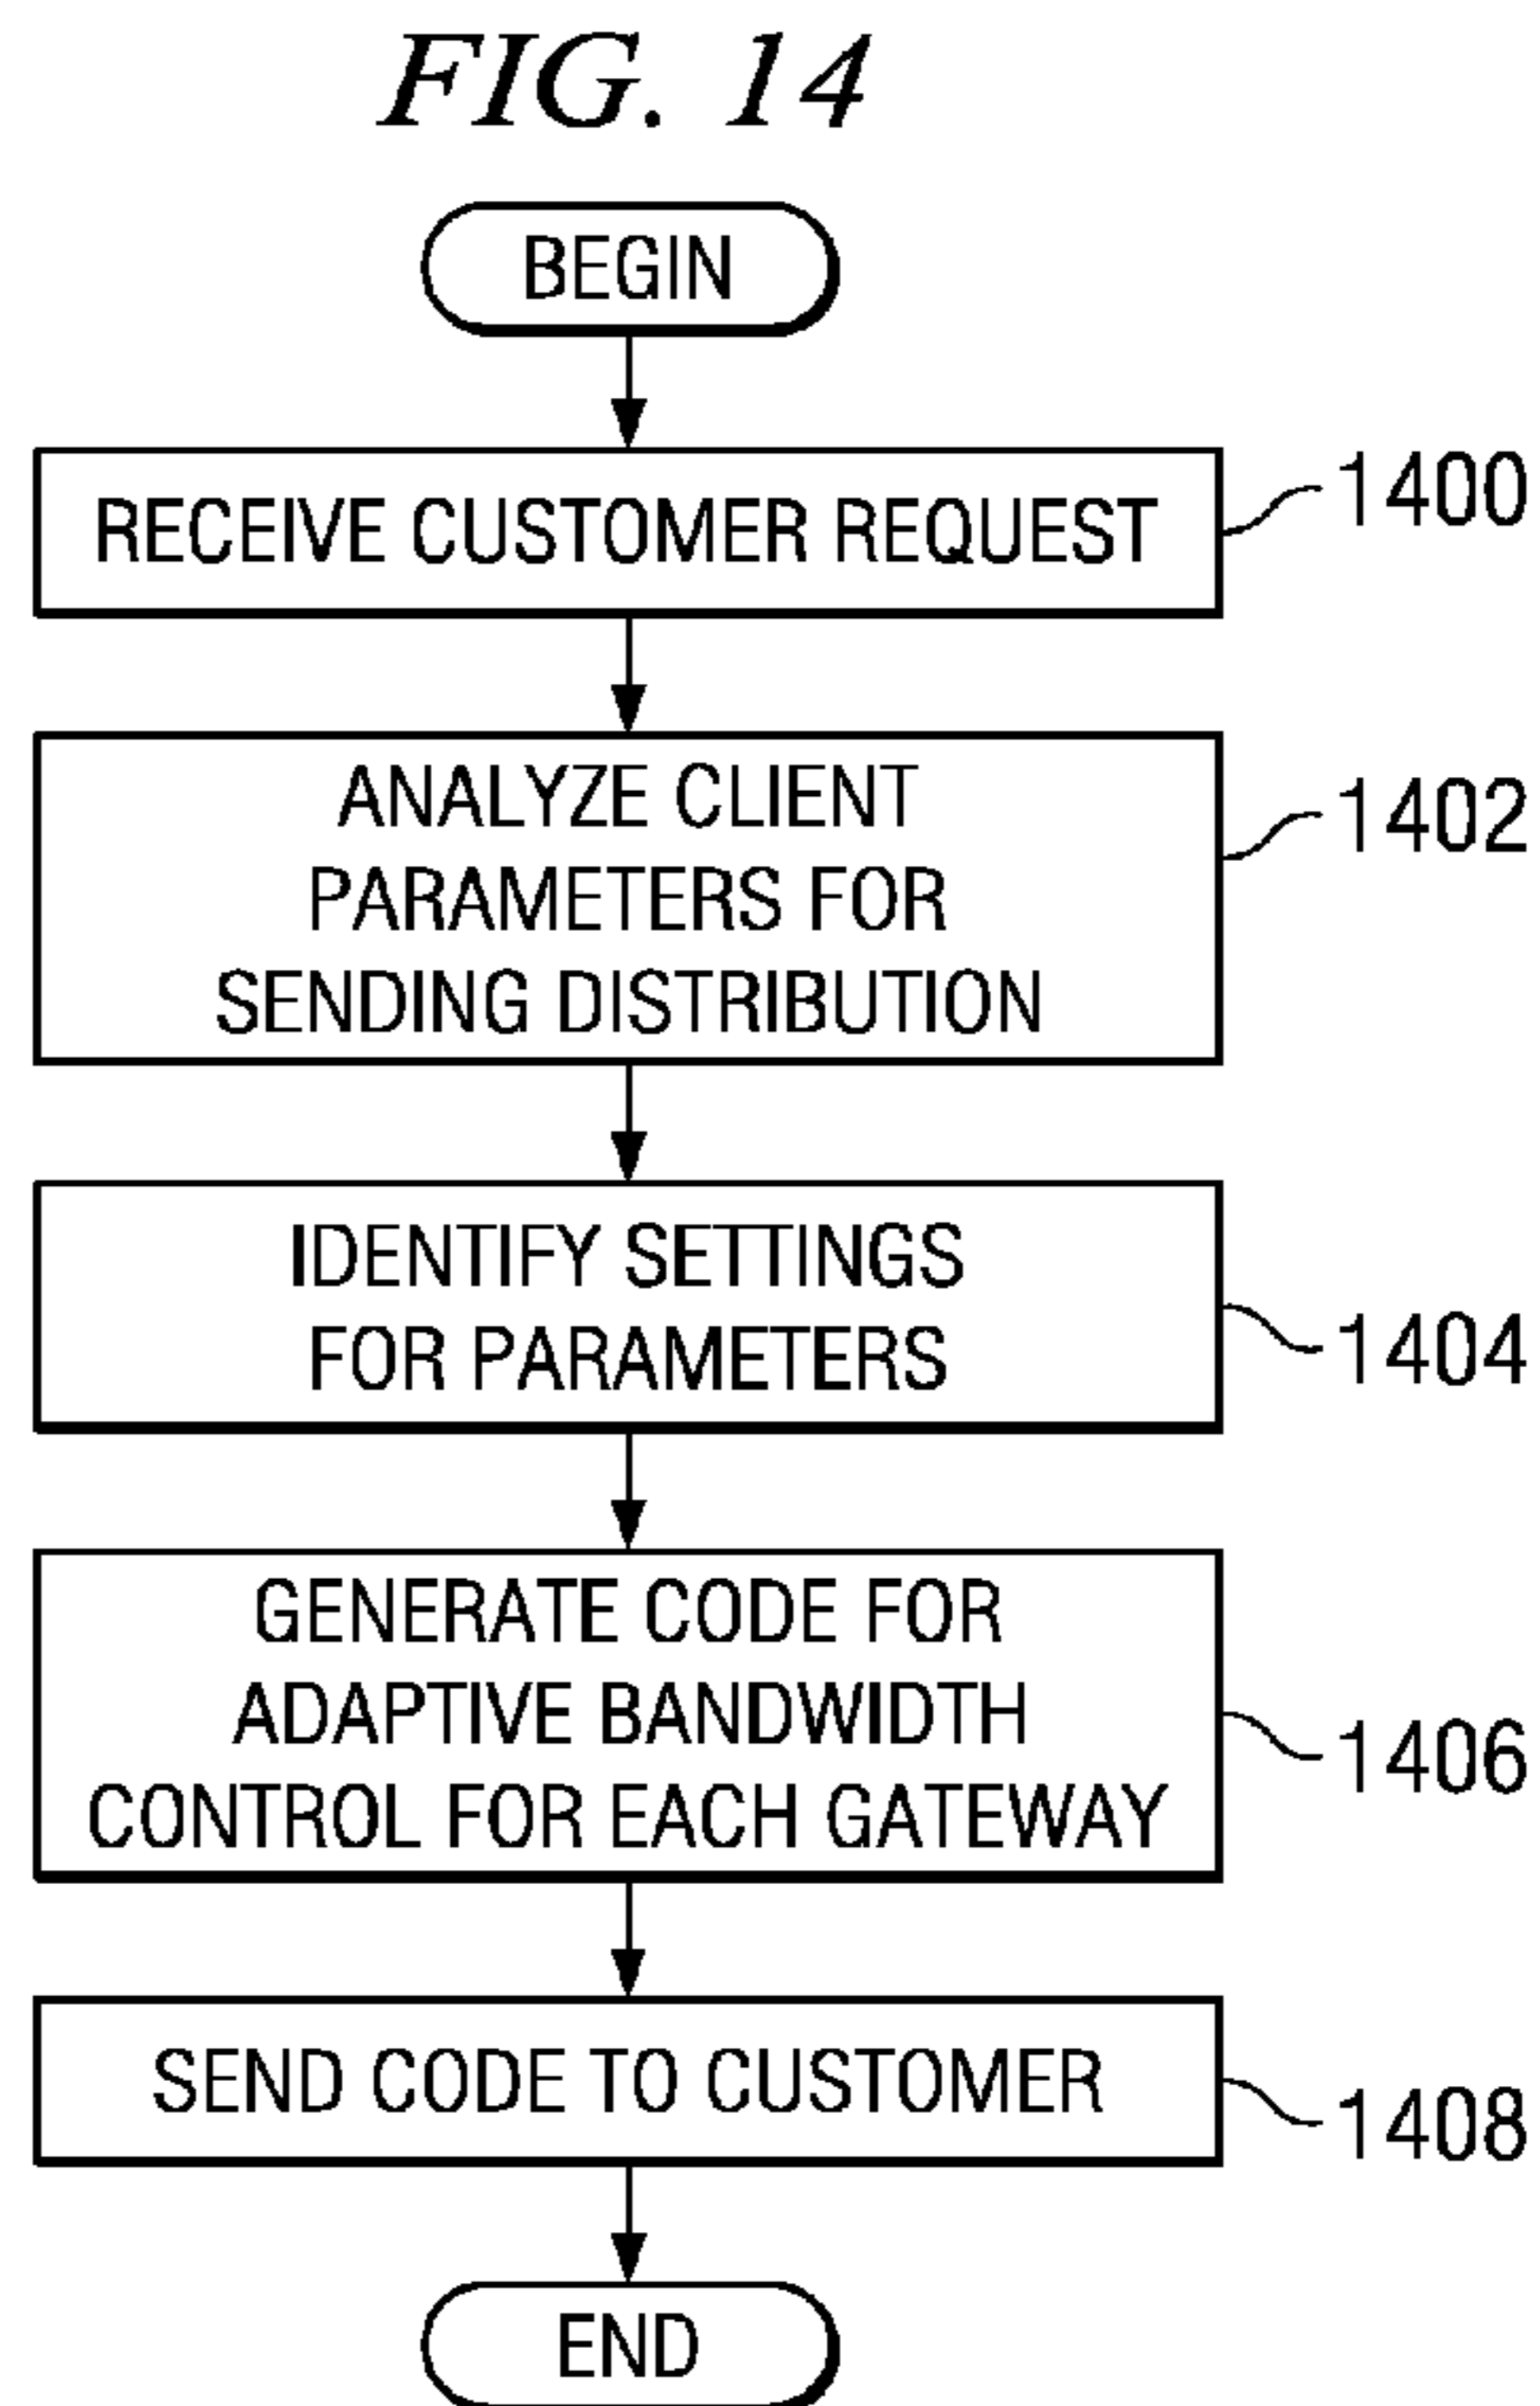 FIG. 14
BEGIN
RECEIVE CUSTOMER REQUEST
1400
ANALYZE CLIENT
PARAMETERS FOR
SENDING DISTRIBUTION
1402
IDENTIFY SETTINGS
FOR PARAMETERS
1404
GENERATE CODE FOR
ADAPTIVE BANDWIDTH
CONTROL FOR EACH GATEWAY
1406
SEND CODE TO CUSTOMER
1408
END